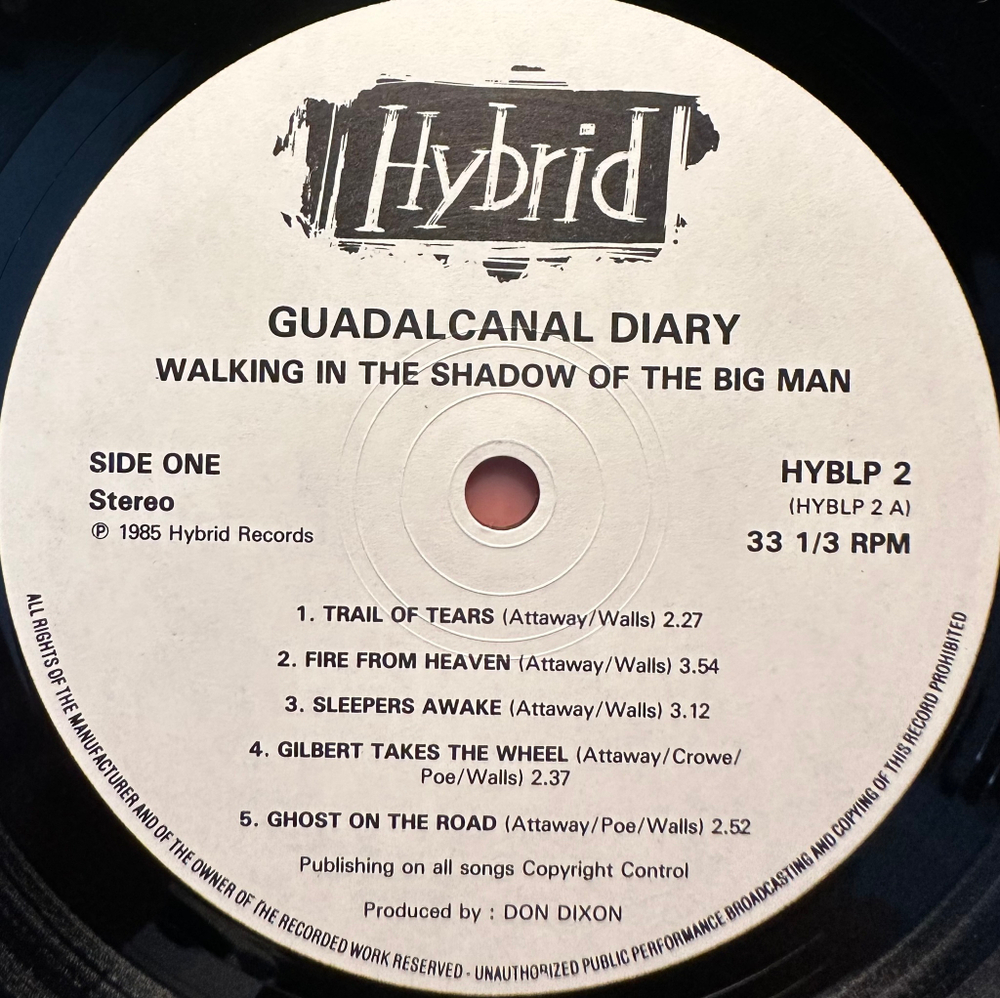 Hybrid
GUADALCANAL DIARY
WALKING IN THE SHADOW OF THE BIG MAN
SIDE ONE
Stereo
℗ 1985 Hybrid Records
HYBLP 2
(HYBLP 2 A)
33 1/3 RPM
1. TRAIL OF TEARS (Attaway/Walls) 2.27
2. FIRE FROM HEAVEN (Attaway/Walls) 3.54
3. SLEEPERS AWAKE (Attaway/Walls) 3.12
4. GILBERT TAKES THE WHEEL (Attaway/Crowe/
Poe/Walls) 2.37
5. GHOST ON THE ROAD (Attaway/Poe/Walls) 2.52
Publishing on all songs Copyright Control
Produced by : DON DIXON
ALL RIGHTS OF THE MANUFACTURER AND OF THE OWNER OF THE RECORDED WORK RESERVED - UNAUTHORIZED PUBLIC PERFORMANCE BROADCASTING AND COPYING OF THIS RECORD PROHIBITED